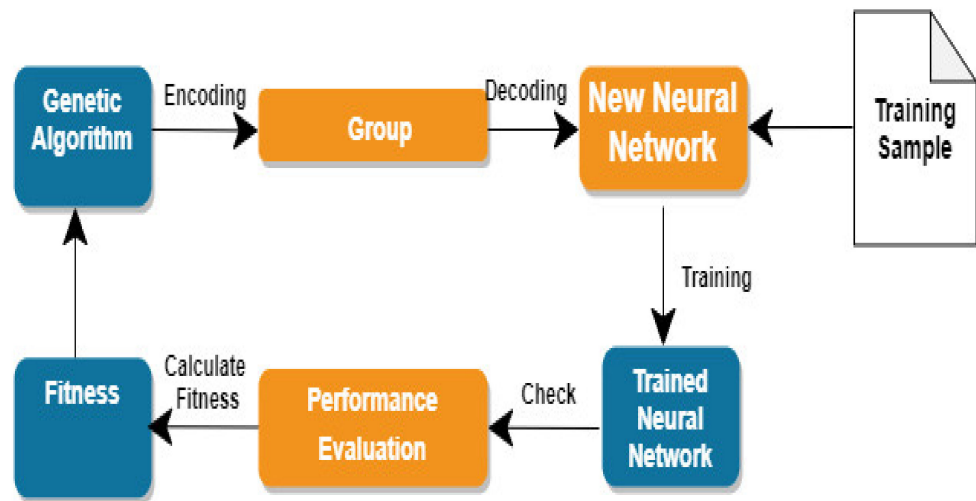 Genetic
Algorithm
Encoding
Group
Decoding
New Neural
Network
Training
Sample
Training
Fitness
Calculate
Fitness
Performance
Evaluation
Check
Trained
Neural
Network